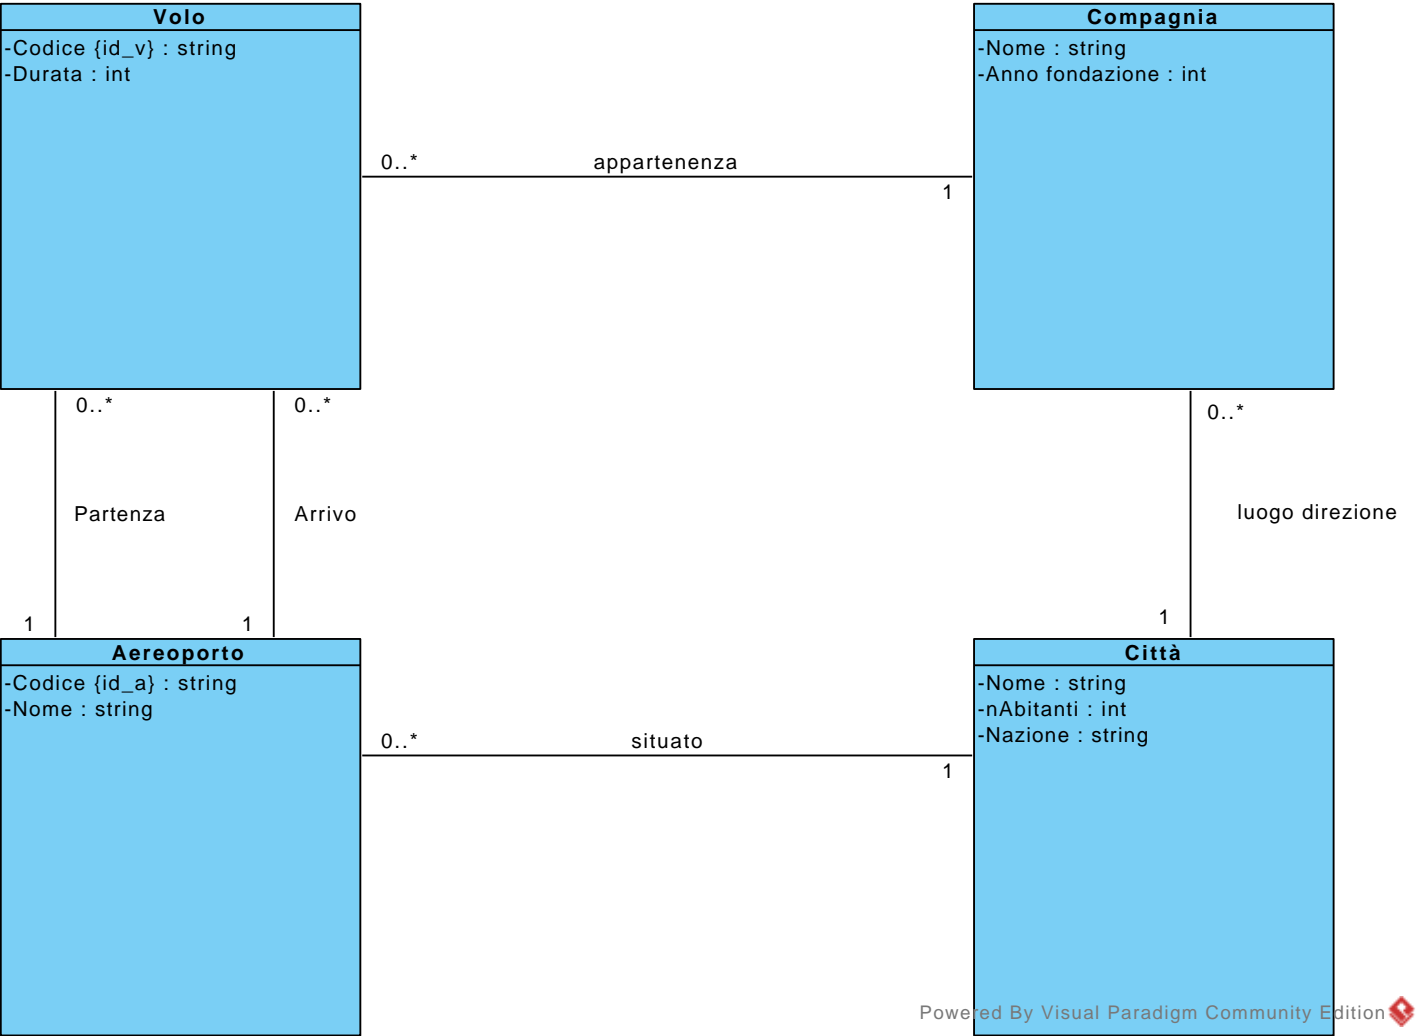 Volo
-Codice {id_v} : string
-Durata : int
Compagnia
-Nome : string
-Anno fondazione : int
0..*
appartenenza
1
0..*
0..*
0..*
Partenza
Arrivo
luogo direzione
1
1
1
Aereoporto
-Codice {id_a} : string
-Nome : string
Città
-Nome : string
-nAbitanti : int
-Nazione : string
0..*
situato
1
Powered By Visual Paradigm Community Edition